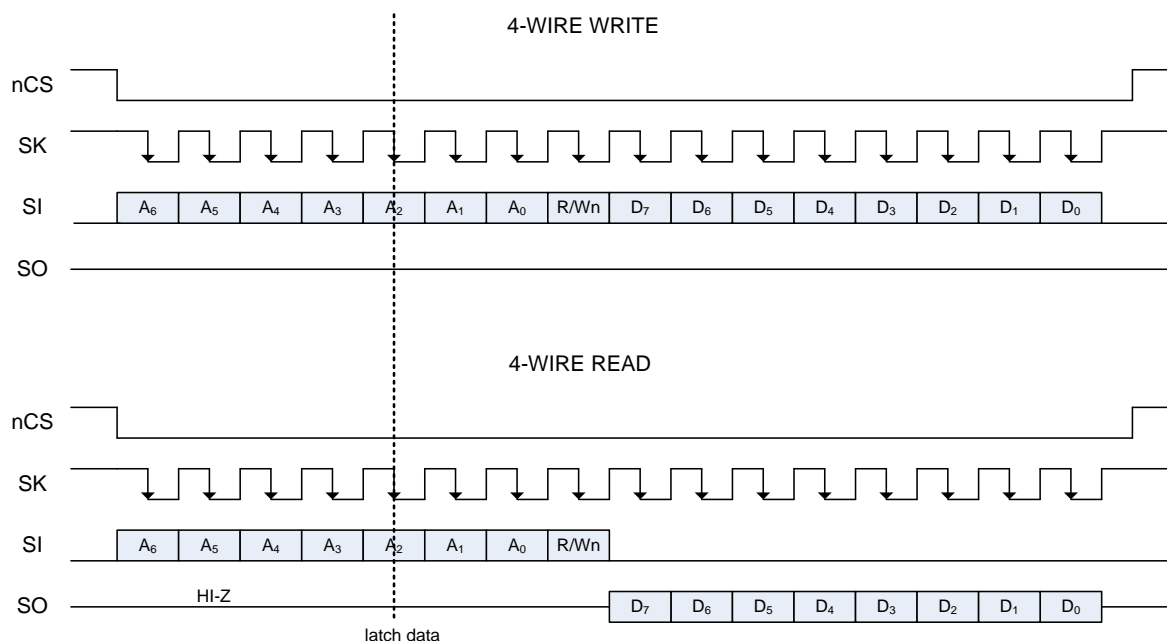 4-WIRE WRITE
nCS
SK
SI A₆ A₅ A₄ A₃ A₂ A₁ A₀ R/Wn D₇ D₆ D₅ D₄ D₃ D₂ D₁ D₀
SO
4-WIRE READ
nCS
SK
SI A₆ A₅ A₄ A₃ A₂ A₁ A₀ R/Wn
SO HI-Z D₇ D₆ D₅ D₄ D₃ D₂ D₁ D₀
latch data